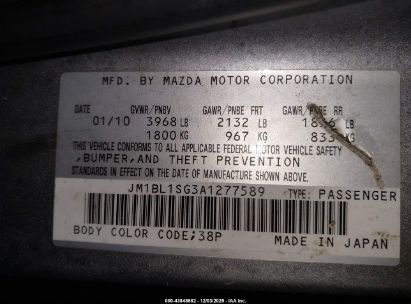 MFD. BY MAZDA MOTOR CORPORATION
DATE GVWR/PNBV GAWR/PNBE FRT GAWR/PNBE RR
01/10 3968 LB 2132 LB LB
1800 KG 967 KG KG
THIS VEHICLE CONFORMS TO ALL APPLICABLE FEDERAL MOTOR VEHICLE SAFETY
,BUMPER,AND THEFT PREVENTION
STANDARDS IN EFFECT ON THE DATE OF MANUFACTURE SHOWN ABOVE.
JM1BL1SG3A1277589 TYPE: PASSENGER
BODY COLOR CODE;38P MADE IN JAPAN